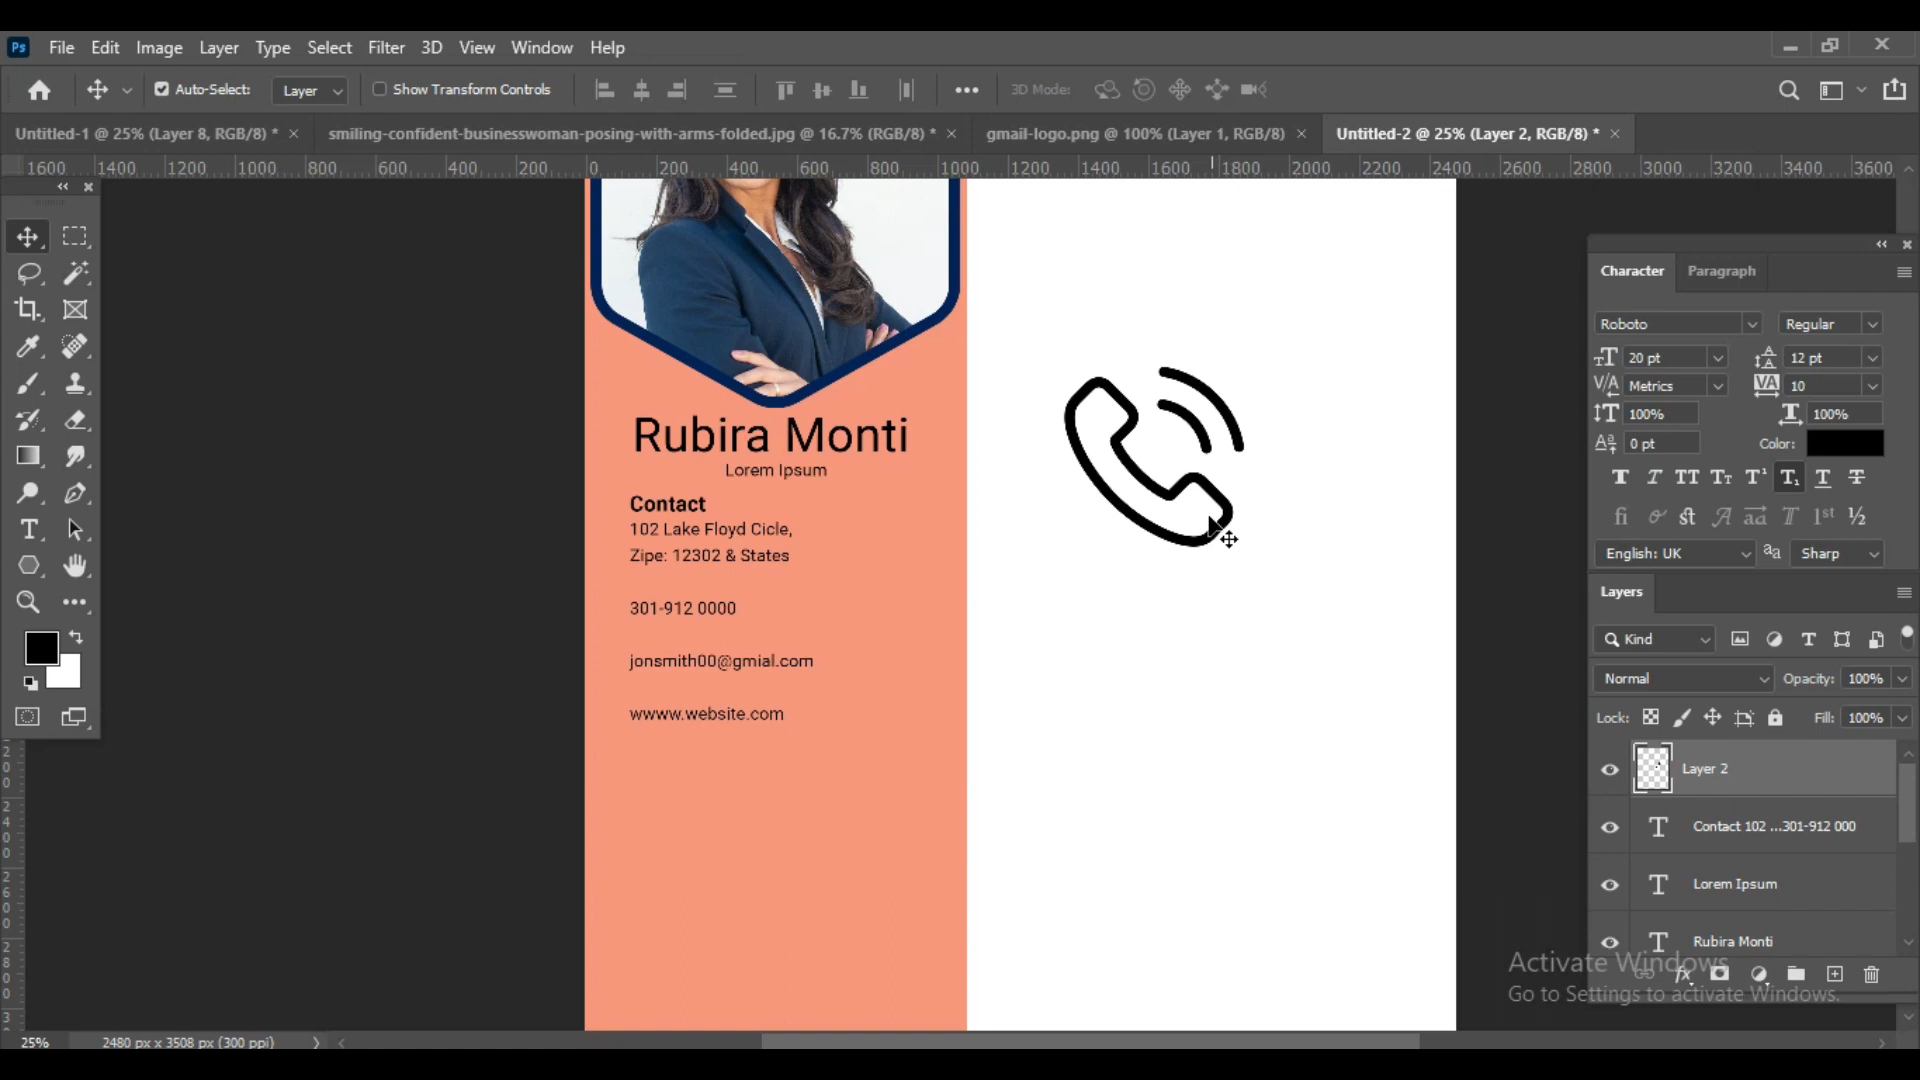 Ps File Edit Image Layer Type Select Filter 3D View Window Help
Auto-Select: Layer Show Transform Controls 3D Mode:
Untitled-1 @ 25% (Layer 8, RGB/8) * smiling-confident-businesswoman-posing-with-arms-folded.jpg @ 16.7% (RGB/8) * gmail-logo.png @ 100% (Layer 1, RGB/8) Untitled-2 @ 25% (Layer 2, RGB/8) *
1600 1400 1200 1000 800 600 400 200 0 200 400 600 800 1000 1200 1400 1600 1800 2000 2200 2400 2600 2800 3000 3200 3400 3600
Character Paragraph
Roboto Regular
20 pt 12 pt
Metrics 10
100% 100%
0 pt Color:
English: UK Sharp
Rubira Monti
Lorem Ipsum
Contact
102 Lake Floyd Cicle,
Zipe: 12302 & States
301-912 0000
jonsmith00@gmial.com
wwww.website.com
Layers
Kind
Normal Opacity: 100%
Lock: Fill: 100%
Layer 2
Contact 102 ...301-912 000
Lorem Ipsum
Rubira Monti
Activate Windows
Go to Settings to activate Windows.
25% 2480 px x 3508 px (300 ppi)